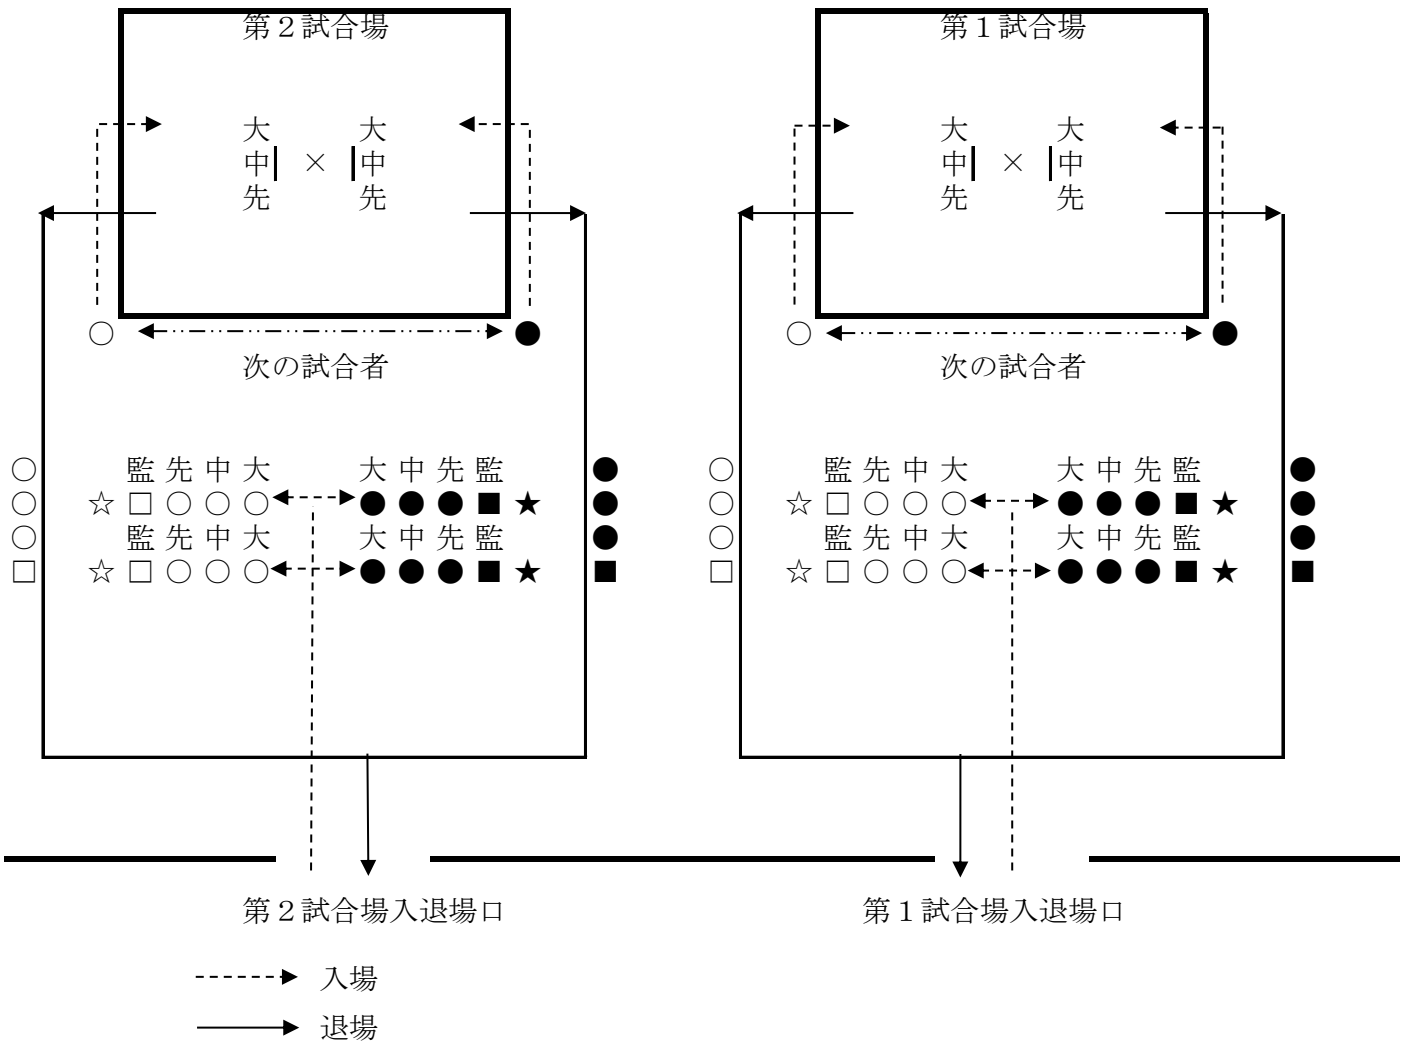 第２試合場 第１試合場
大 大 大 大
中| × |中 中| × |中
先 先 先 先
○ ● ○ ●
次の試合者 次の試合者
○ 監 先 中 大 大 中 先 監 ● ○ 監 先 中 大 大 中 先 監 ●
○ ☆ □ ○ ○ ○ ● ● ● ■ ★ ● ○ ☆ □ ○ ○ ○ ● ● ● ■ ★ ●
○ 監 先 中 大 大 中 先 監 ● ○ 監 先 中 大 大 中 先 監 ●
□ ☆ □ ○ ○ ○ ● ● ● ■ ★ ■ □ ☆ □ ○ ○ ○ ● ● ● ■ ★ ■
第２試合場入退場口 第１試合場入退場口
入場
退場